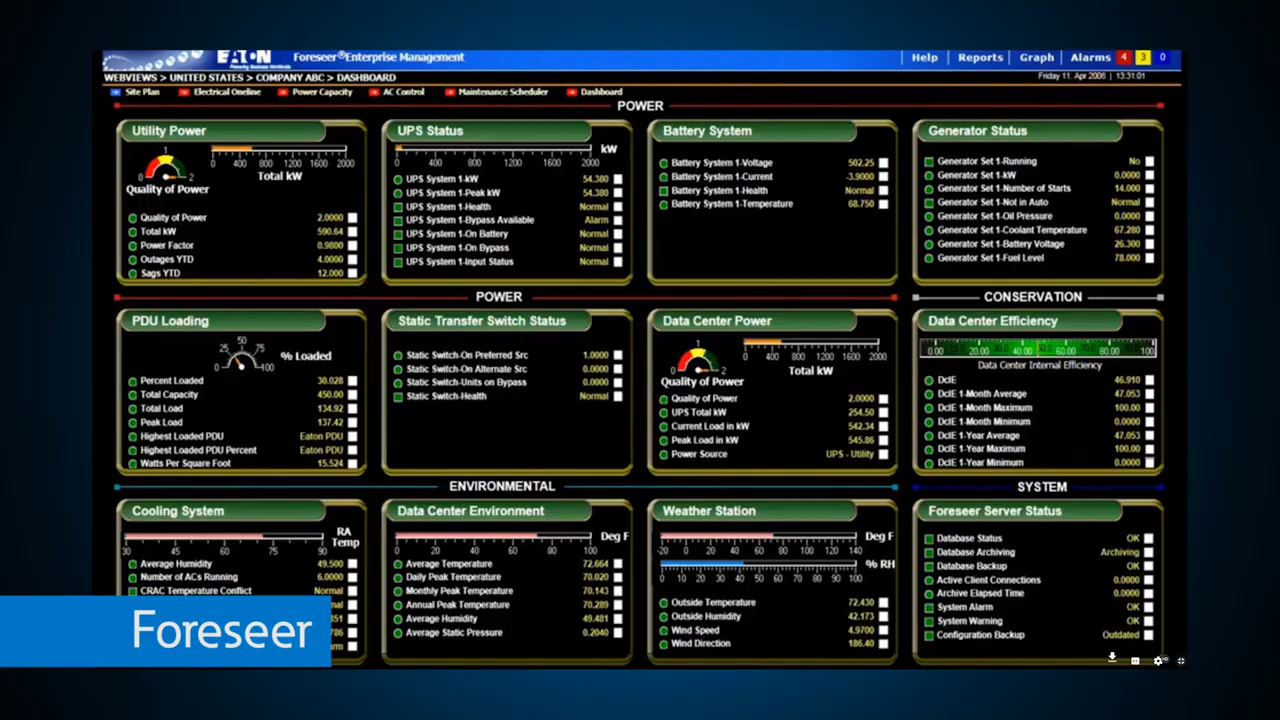 EATON
Powering Business Worldwide
Foreseer®Enterprise Management
Help | Reports | Graph | Alarms 4 3 0
WEBVIEWS > UNITED STATES > COMPANY ABC > DASHBOARD
Friday 11. Apr 2008 | 13:31:01
Site Plan Electrical Oneline Power Capacity AC Control Maintenance Scheduler Dashboard
POWER
Utility Power
1
0 2
Quality of Power
0 400 800 1200 1600 2000
Total kW
Quality of Power 2.0000
Total kW 590.64
Power Factor 0.9800
Outages YTD 4.0000
Sags YTD 12.000
UPS Status
kW
0 400 800 1200 1600 2000
UPS System 1-kW 54.380
UPS System 1-Peak kW 54.380
UPS System 1-Health Normal
UPS System 1-Bypass Available Alarm
UPS System 1-On Battery Normal
UPS System 1-On Bypass Normal
UPS System 1-Input Status Normal
Battery System
Battery System 1-Voltage 502.25
Battery System 1-Current -3.9000
Battery System 1-Health Normal
Battery System 1-Temperature 68.750
Generator Status
Generator Set 1-Running No
Generator Set 1-kW 0.0000
Generator Set 1-Number of Starts 14.000
Generator Set 1-Not in Auto Normal
Generator Set 1-Oil Pressure 0.0000
Generator Set 1-Coolant Temperature 67.280
Generator Set 1-Battery Voltage 26.300
Generator Set 1-Fuel Level 78.000
POWER
CONSERVATION
PDU Loading
0 25 50 75 100
% Loaded
Percent Loaded 30.028
Total Capacity 450.00
Total Load 134.92
Peak Load 137.42
Highest Loaded PDU Eaton PDU
Highest Loaded PDU Percent Eaton PDU
Watts Per Square Foot 15.524
Static Transfer Switch Status
Static Switch-On Preferred Src 1.0000
Static Switch-On Alternate Src 0.0000
Static Switch-Units on Bypass 0.0000
Static Switch-Health Normal
Data Center Power
1
0 2
Quality of Power
0 400 800 1200 1600 2000
Total kW
Quality of Power 2.0000
UPS Total kW 254.50
Current Load in kW 542.34
Peak Load in kW 545.86
Power Source UPS - Utility
Data Center Efficiency
0.00 20.00 40.00 60.00 80.00 100
Data Center Internal Efficiency
DcIE 46.910
DcIE 1-Month Average 47.053
DcIE 1-Month Maximum 100.00
DcIE 1-Month Minimum 0.0000
DcIE 1-Year Average 47.053
DcIE 1-Year Maximum 100.00
DcIE 1-Year Minimum 0.0000
ENVIRONMENTAL
SYSTEM
Cooling System
RA
Temp
30 45 60 75 90
Average Humidity 49.500
Number of ACs Running 6.0000
CRAC Temperature Conflict Normal
Data Center Environment
Deg F
0 20 40 60 80 100
Average Temperature 72.664
Daily Peak Temperature 70.020
Monthly Peak Temperature 70.143
Annual Peak Temperature 70.289
Average Humidity 49.481
Average Static Pressure 0.2040
Weather Station
Deg F
-20 0 20 40 60 80 100 120 140
% RH
0 10 20 30 40 50 60 70 80 90 100
Outside Temperature 72.430
Outside Humidity 42.173
Wind Speed 4.9700
Wind Direction 186.40
Foreseer Server Status
Database Status OK
Database Archiving Archiving
Database Backup OK
Active Client Connections 0.0000
Archive Elapsed Time 0.0000
System Alarm OK
System Warning OK
Configuration Backup Outdated
Foreseer